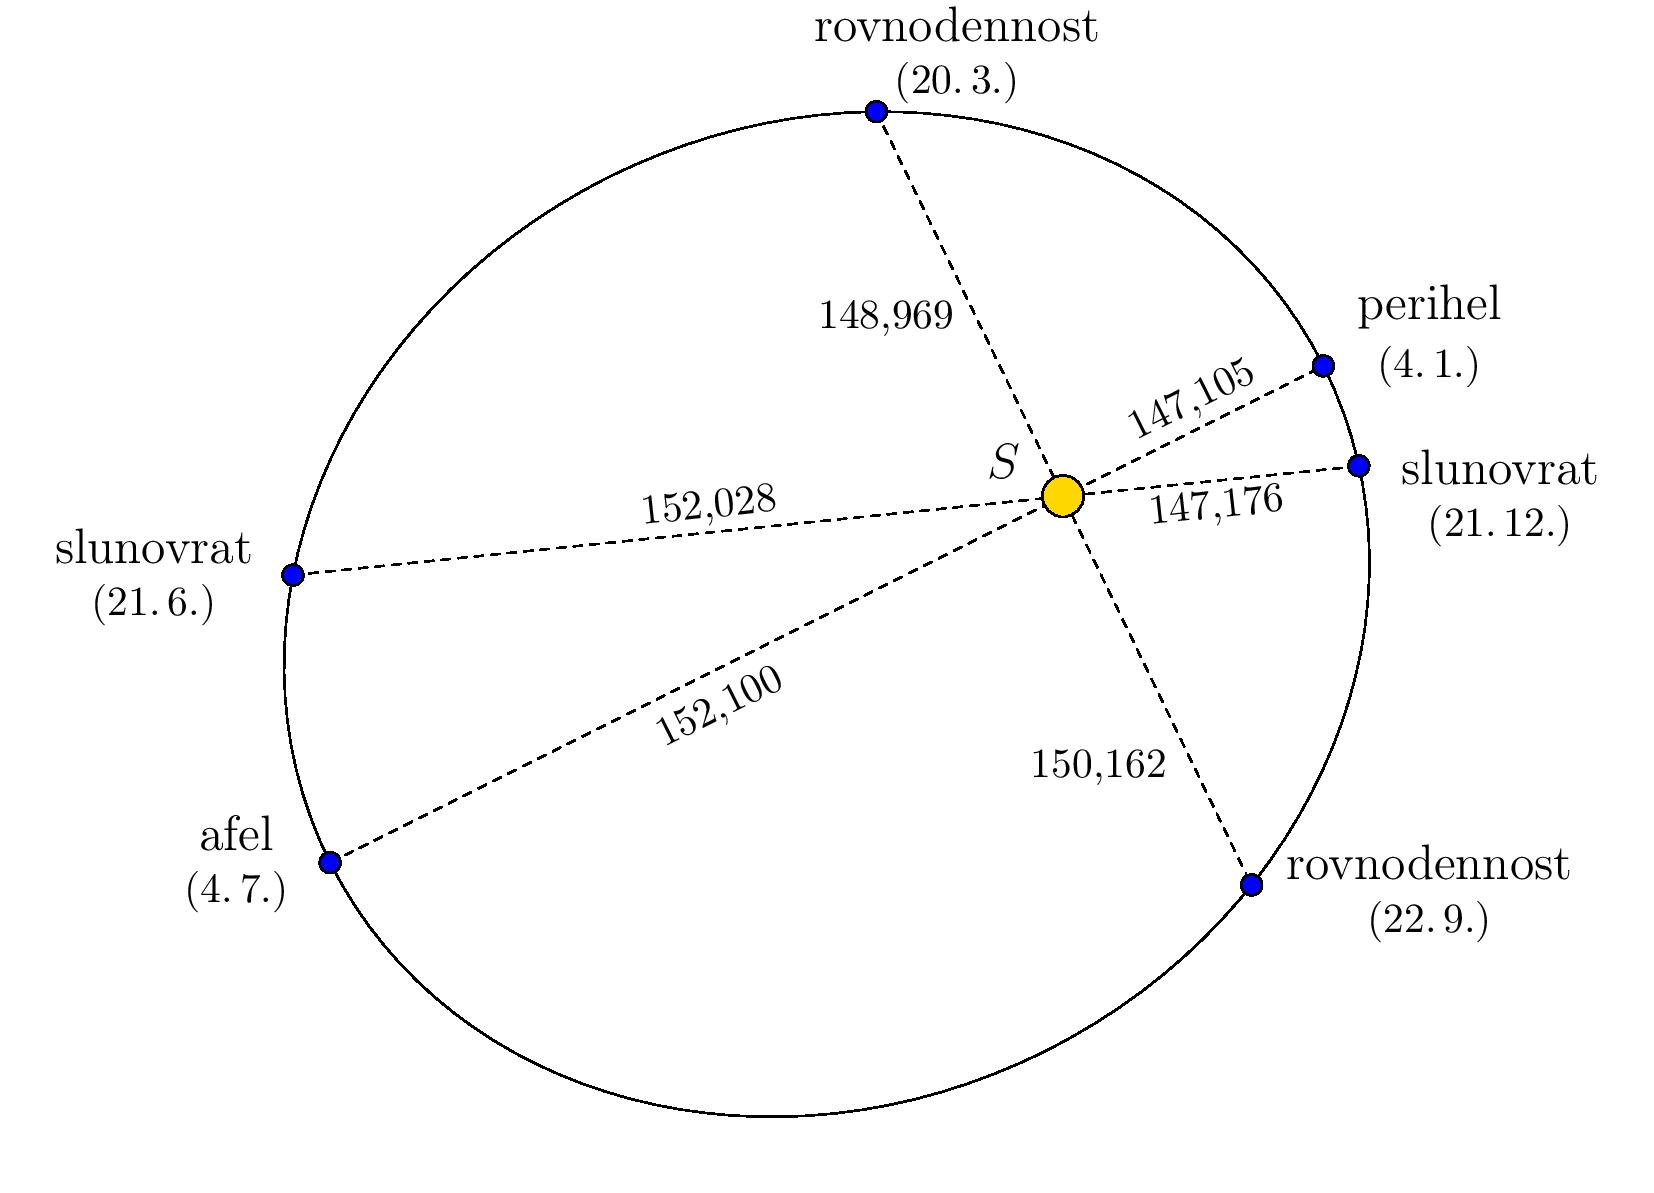 rovnodennost
(20. 3.)
148,969
perihel
(4. 1.)
147,105
S
slunovrat
(21. 12.)
147,176
152,028
slunovrat
(21. 6.)
152,100
150,162
afel
(4. 7.)
rovnodennost
(22. 9.)